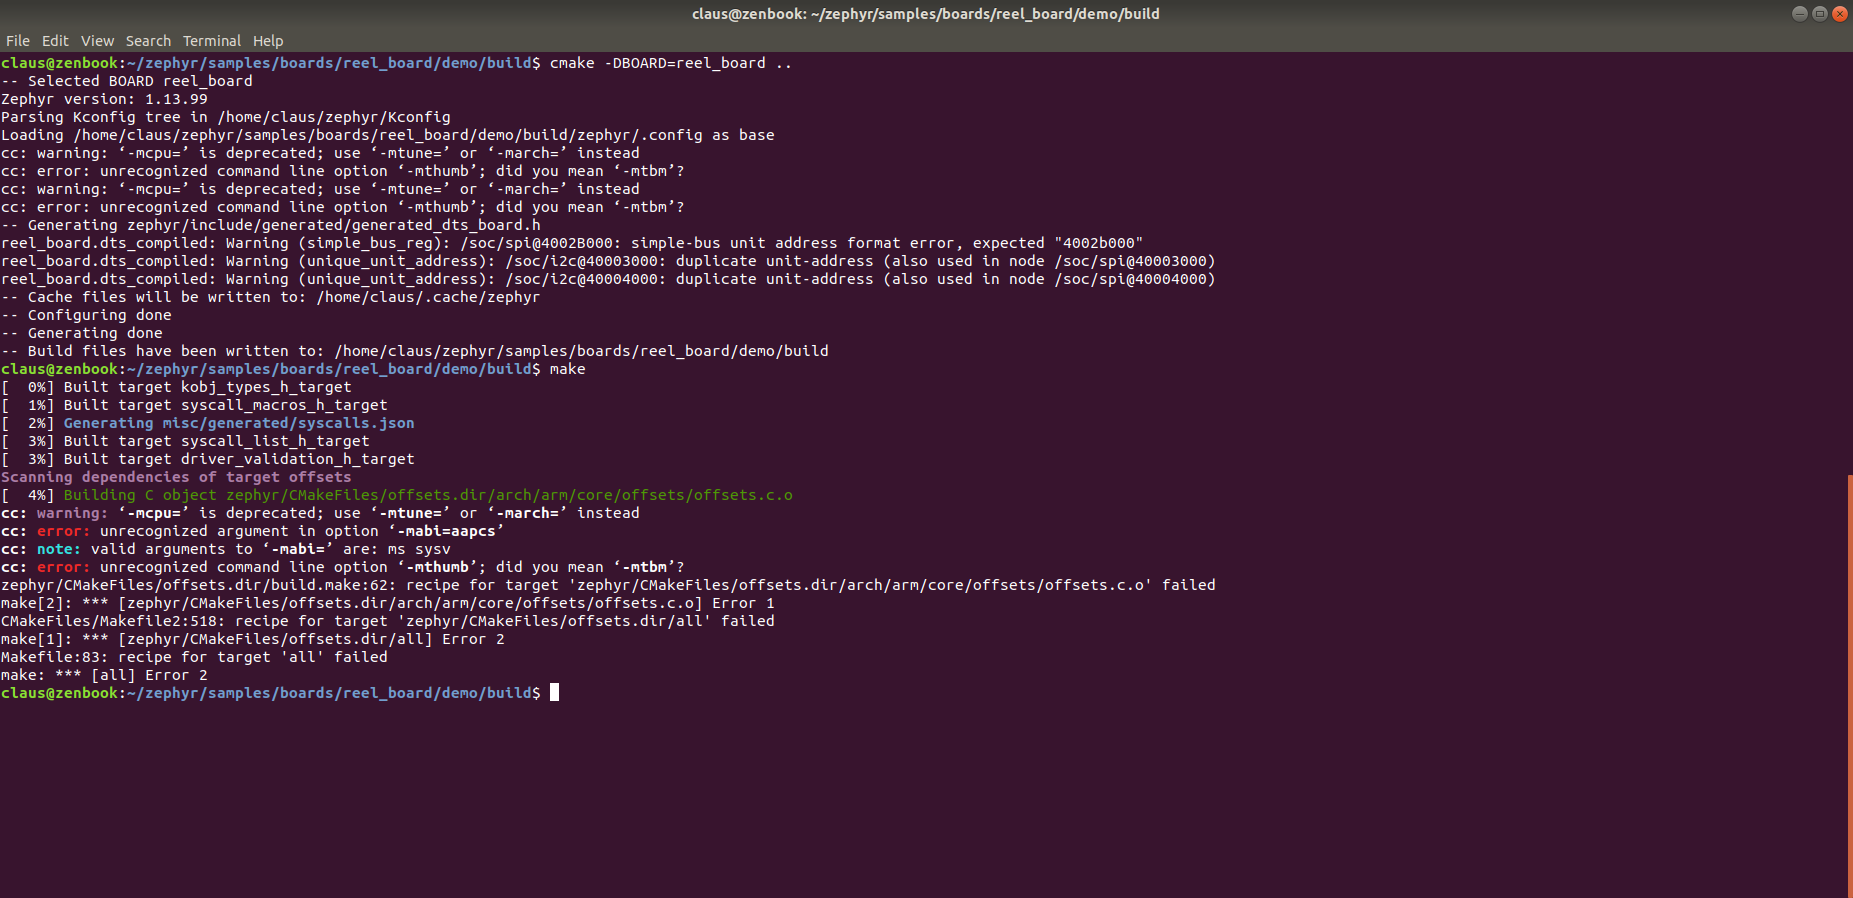 claus@zenbook: ~/zephyr/samples/boards/reel_board/demo/build
File Edit View Search Terminal Help
claus@zenbook:~/zephyr/samples/boards/reel_board/demo/build$ cmake -DBOARD=reel_board ..
-- Selected BOARD reel_board
Zephyr version: 1.13.99
Parsing Kconfig tree in /home/claus/zephyr/Kconfig
Loading /home/claus/zephyr/samples/boards/reel_board/demo/build/zephyr/.config as base
cc: warning: ‘-mcpu=’ is deprecated; use ‘-mtune=’ or ‘-march=’ instead
cc: error: unrecognized command line option ‘-mthumb’; did you mean ‘-mtbm’?
cc: warning: ‘-mcpu=’ is deprecated; use ‘-mtune=’ or ‘-march=’ instead
cc: error: unrecognized command line option ‘-mthumb’; did you mean ‘-mtbm’?
-- Generating zephyr/include/generated/generated_dts_board.h
reel_board.dts_compiled: Warning (simple_bus_reg): /soc/spi@4002B000: simple-bus unit address format error, expected "4002b000"
reel_board.dts_compiled: Warning (unique_unit_address): /soc/i2c@40003000: duplicate unit-address (also used in node /soc/spi@40003000)
reel_board.dts_compiled: Warning (unique_unit_address): /soc/i2c@40004000: duplicate unit-address (also used in node /soc/spi@40004000)
-- Cache files will be written to: /home/claus/.cache/zephyr
-- Configuring done
-- Generating done
-- Build files have been written to: /home/claus/zephyr/samples/boards/reel_board/demo/build
claus@zenbook:~/zephyr/samples/boards/reel_board/demo/build$ make
[  0%] Built target kobj_types_h_target
[  1%] Built target syscall_macros_h_target
[  2%] Generating misc/generated/syscalls.json
[  3%] Built target syscall_list_h_target
[  3%] Built target driver_validation_h_target
Scanning dependencies of target offsets
[  4%] Building C object zephyr/CMakeFiles/offsets.dir/arch/arm/core/offsets/offsets.c.o
cc: warning: ‘-mcpu=’ is deprecated; use ‘-mtune=’ or ‘-march=’ instead
cc: error: unrecognized argument in option ‘-mabi=aapcs’
cc: note: valid arguments to ‘-mabi=’ are: ms sysv
cc: error: unrecognized command line option ‘-mthumb’; did you mean ‘-mtbm’?
zephyr/CMakeFiles/offsets.dir/build.make:62: recipe for target 'zephyr/CMakeFiles/offsets.dir/arch/arm/core/offsets/offsets.c.o' failed
make[2]: *** [zephyr/CMakeFiles/offsets.dir/arch/arm/core/offsets/offsets.c.o] Error 1
CMakeFiles/Makefile2:518: recipe for target 'zephyr/CMakeFiles/offsets.dir/all' failed
make[1]: *** [zephyr/CMakeFiles/offsets.dir/all] Error 2
Makefile:83: recipe for target 'all' failed
make: *** [all] Error 2
claus@zenbook:~/zephyr/samples/boards/reel_board/demo/build$